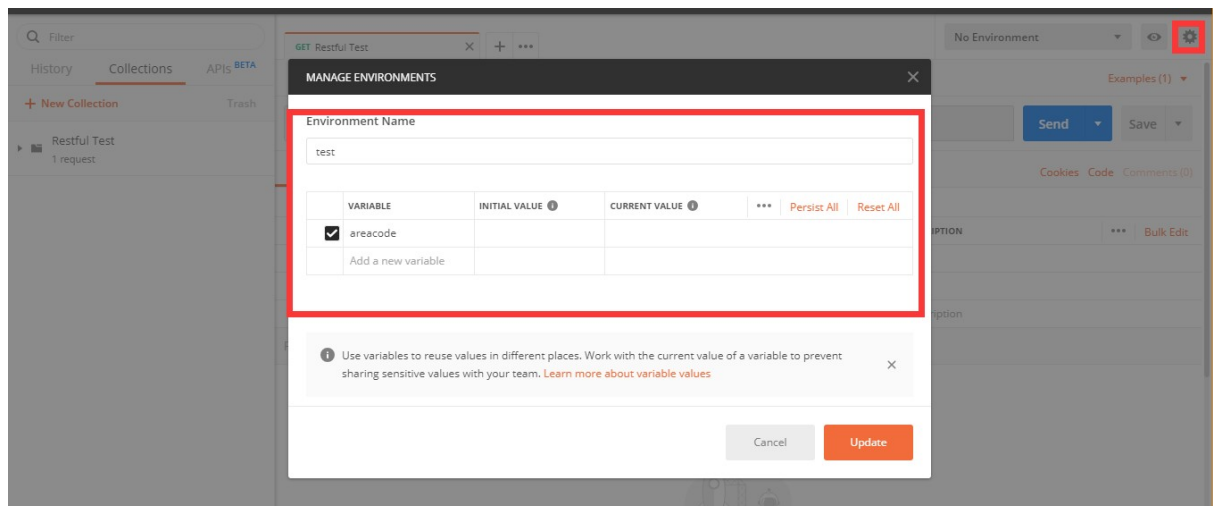 Filter
GET Restful Test
No Environment
History Collections APIs BETA
MANAGE ENVIRONMENTS
Examples (1)
+ New Collection Trash
Environment Name
Send Save
Restful Test
test
1 request
Cookies Code Comments (0)
VARIABLE INITIAL VALUE CURRENT VALUE ••• Persist All Reset All
areacode
IPTION ••• Bulk Edit
Add a new variable
ription
Use variables to reuse values in different places. Work with the current value of a variable to prevent
sharing sensitive values with your team. Learn more about variable values
Cancel Update